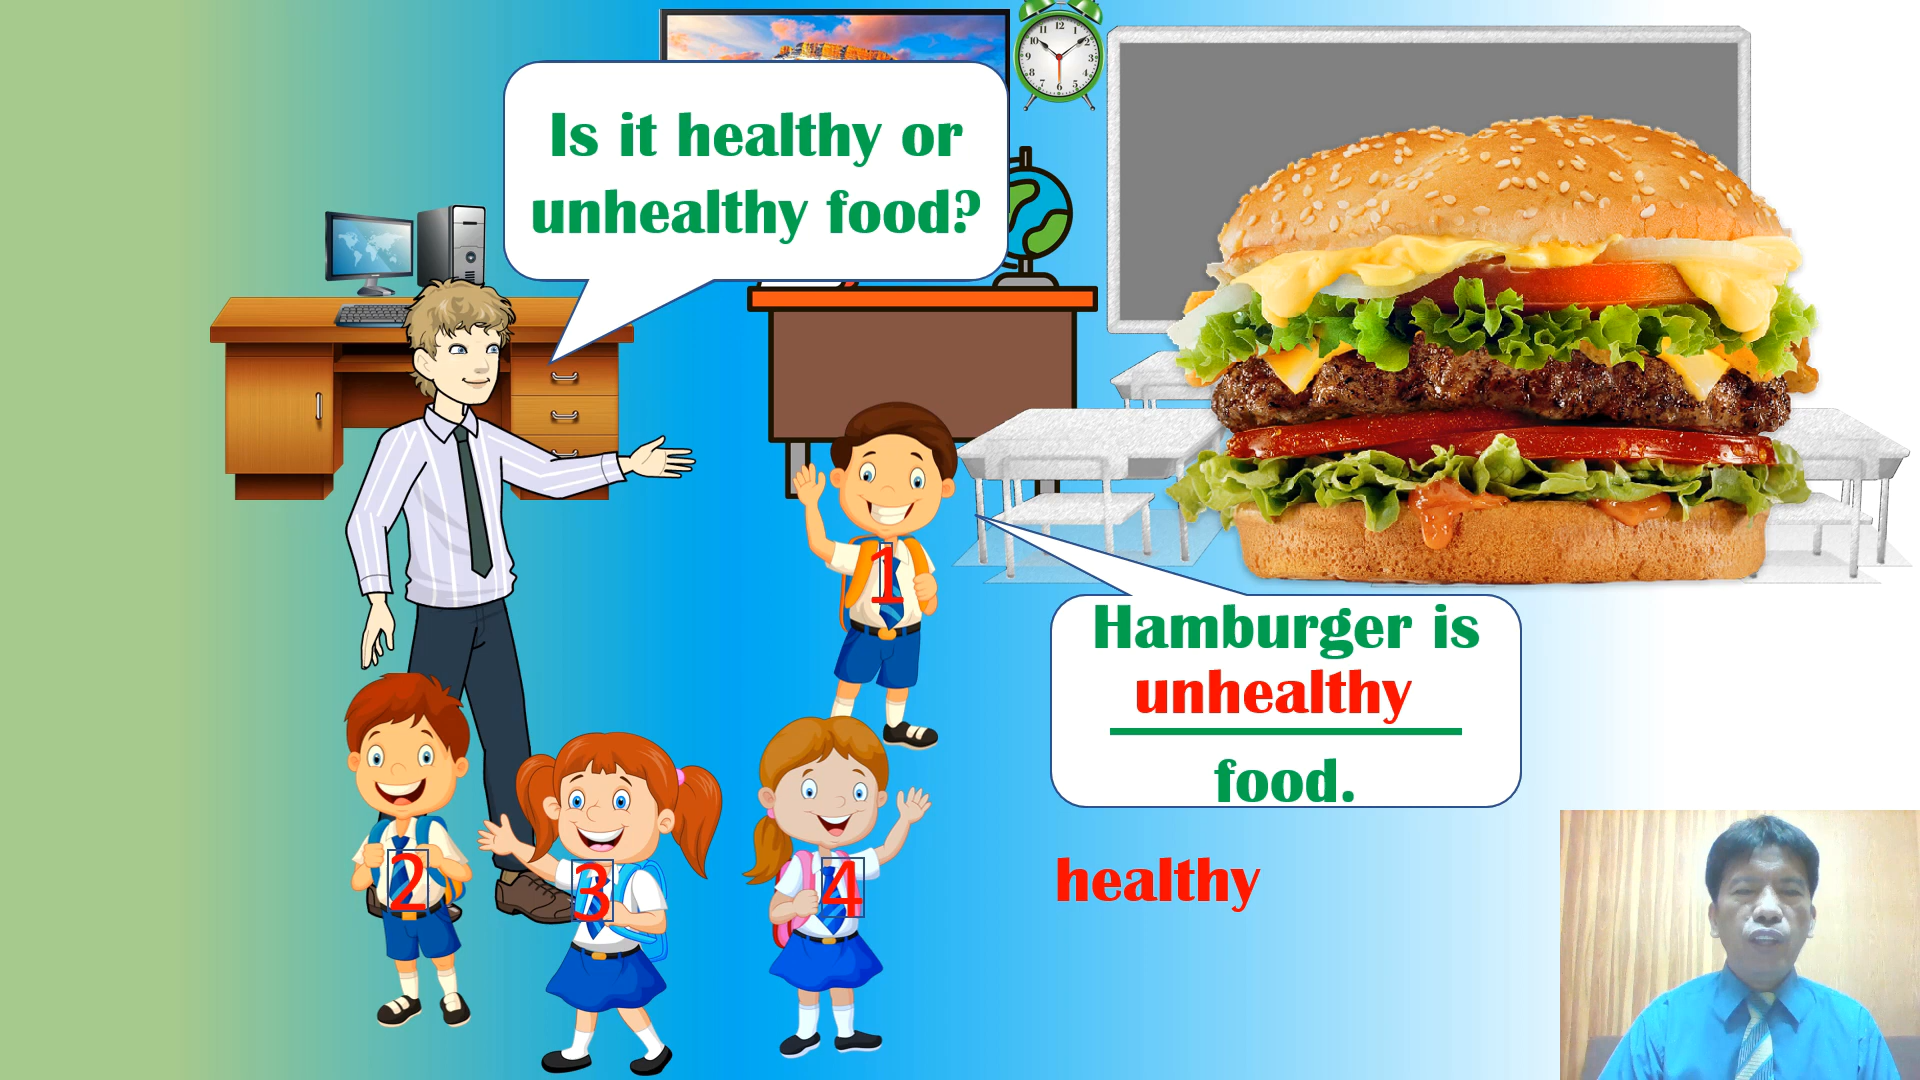 Is it healthy or
unhealthy food?
1
Hamburger is
unhealthy
food.
2
3
4
healthy